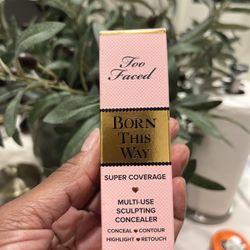 Too
Faced
BORN
THIS
WAY
SUPER COVERAGE
MULTI-USE
SCULPTING
CONCEALER
CONCEAL ♥ CONTOUR
HIGHLIGHT ♥ RETOUCH